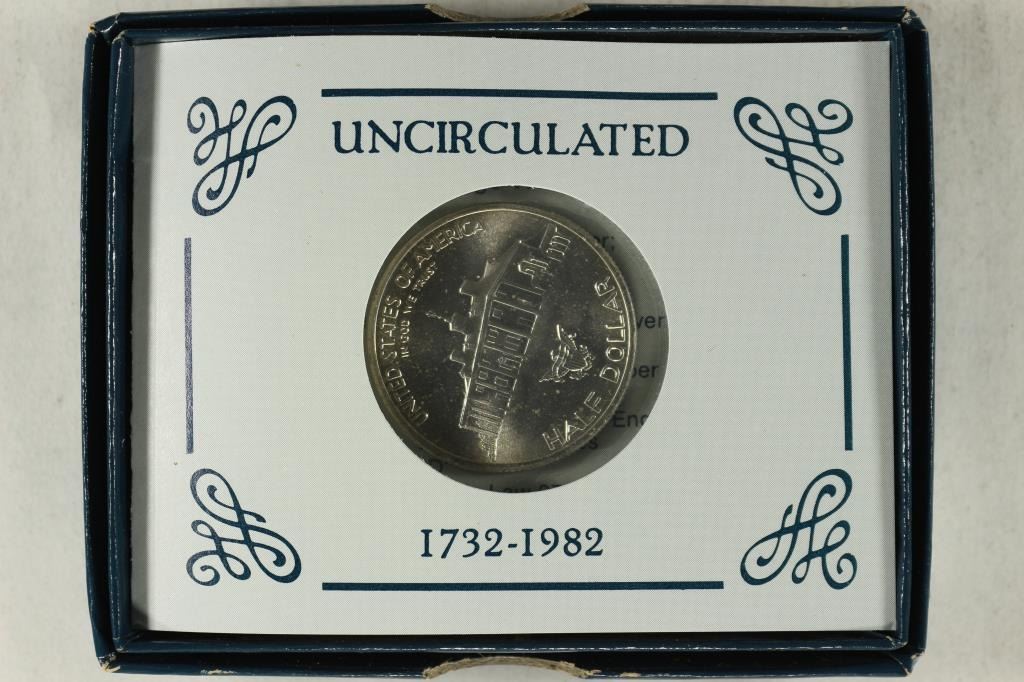 UNCIRCULATED
UNITED STATES OF AMERICA
IN GOD WE TRUST
HALF DOLLAR
1732-1982